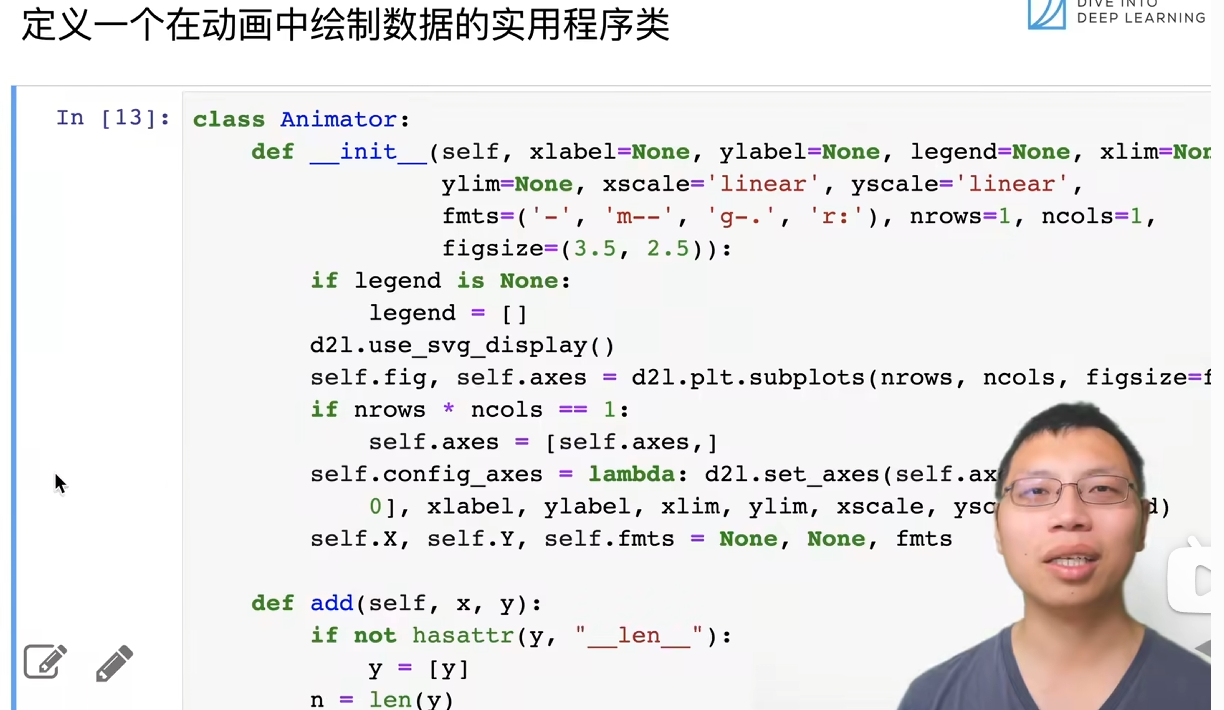 定义一个在动画中绘制数据的实用程序类
DIVE INTO
DEEP LEARNING
In [13]:
class Animator:
    def __init__(self, xlabel=None, ylabel=None, legend=None, xlim=Non
                 ylim=None, xscale='linear', yscale='linear',
                 fmts=('-', 'm--', 'g-.', 'r:'), nrows=1, ncols=1,
                 figsize=(3.5, 2.5)):
        if legend is None:
            legend = []
        d2l.use_svg_display()
        self.fig, self.axes = d2l.plt.subplots(nrows, ncols, figsize=f
        if nrows * ncols == 1:
            self.axes = [self.axes,]
        self.config_axes = lambda: d2l.set_axes(self.ax
            0], xlabel, ylabel, xlim, ylim, xscale, ysc d)
        self.X, self.Y, self.fmts = None, None, fmts
    def add(self, x, y):
        if not hasattr(y, "__len__"):
            y = [y]
        n = len(y)